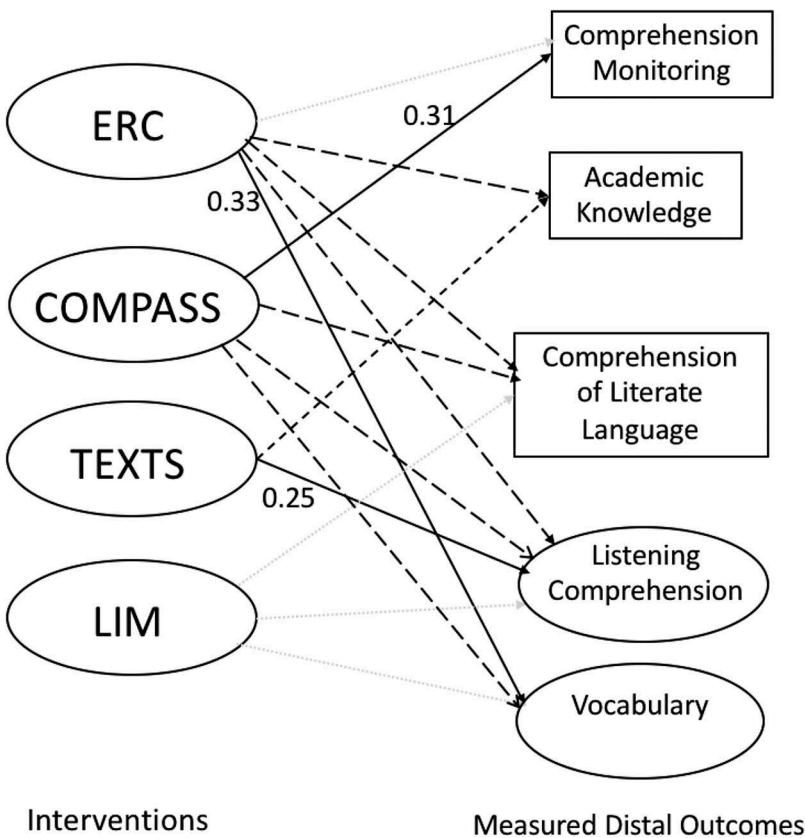 Comprehension
Monitoring
ERC
0.31
Academic
Knowledge
0.33
COMPASS
Comprehension
of Literate
Language
TEXTS
0.25
Listening
Comprehension
LIM
Vocabulary
Interventions
Measured Distal Outcomes